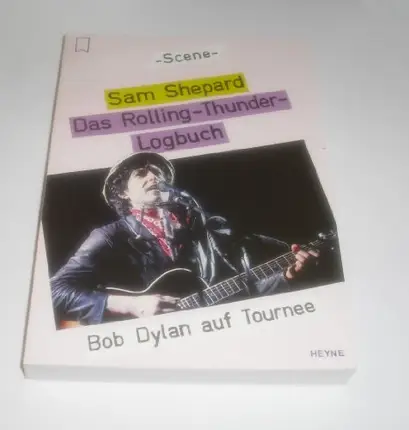 -Scene-
Sam Shepard
Das Rolling-Thunder-
Logbuch
Bob Dylan auf Tournee
HEYNE